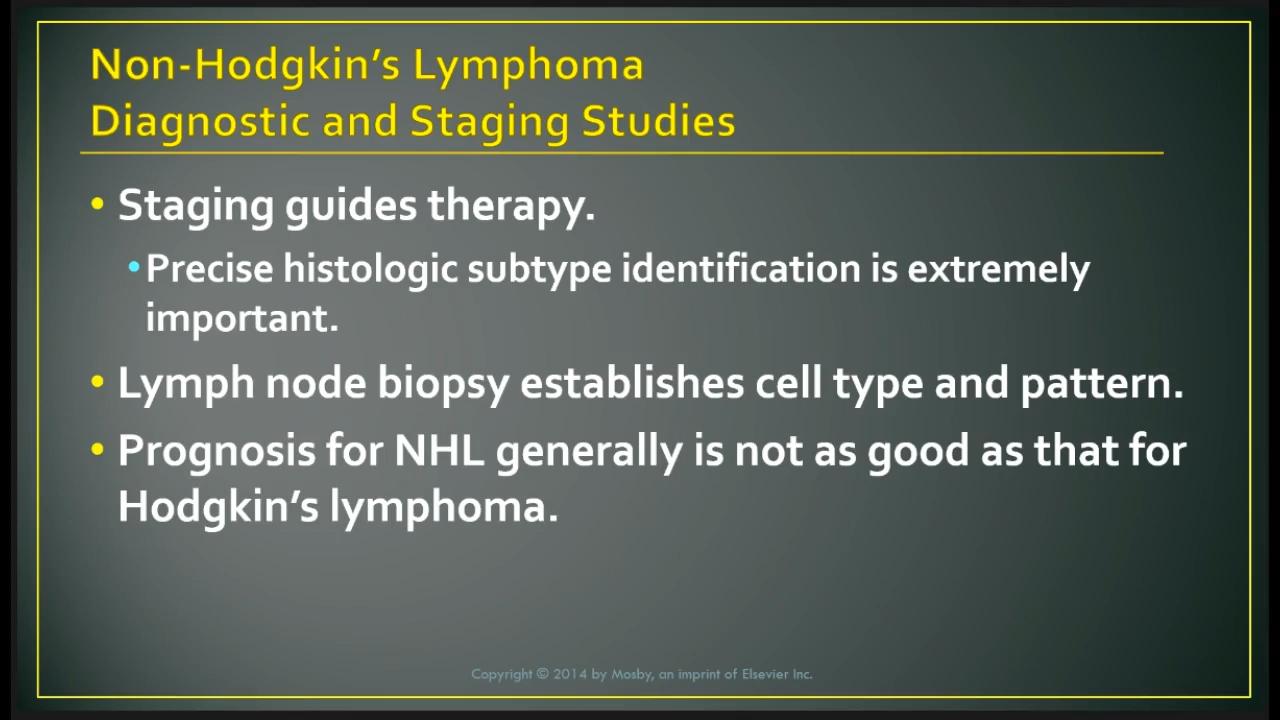 Non-Hodgkin’s Lymphoma
Diagnostic and Staging Studies
• Staging guides therapy.
• Precise histologic subtype identification is extremely
important.
• Lymph node biopsy establishes cell type and pattern.
• Prognosis for NHL generally is not as good as that for
Hodgkin’s lymphoma.
Copyright © 2014 by Mosby, an imprint of Elsevier Inc.